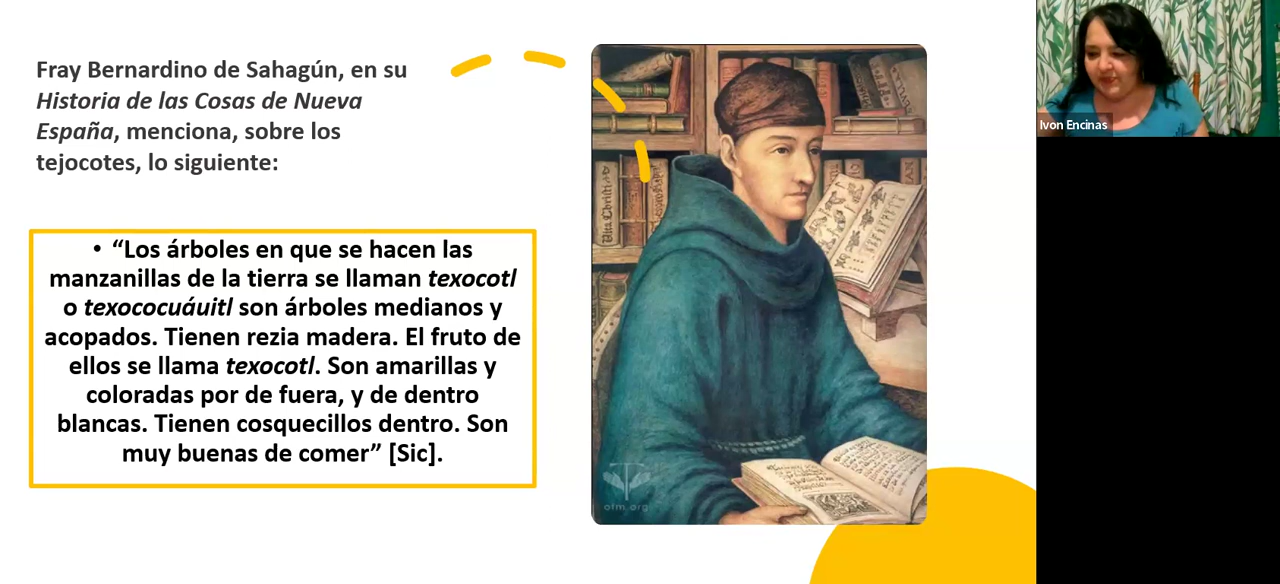 Fray Bernardino de Sahagún, en su
Historia de las Cosas de Nueva
España, menciona, sobre los
tejocotes, lo siguiente:
• “Los árboles en que se hacen las
manzanillas de la tierra se llaman texocotl
o texococuáuitl son árboles medianos y
acopados. Tienen rezia madera. El fruto de
ellos se llama texocotl. Son amarillas y
coloradas por de fuera, y de dentro
blancas. Tienen cosquecillos dentro. Son
muy buenas de comer” [Sic].
Vita Christi
ofm.org
Ivon Encinas